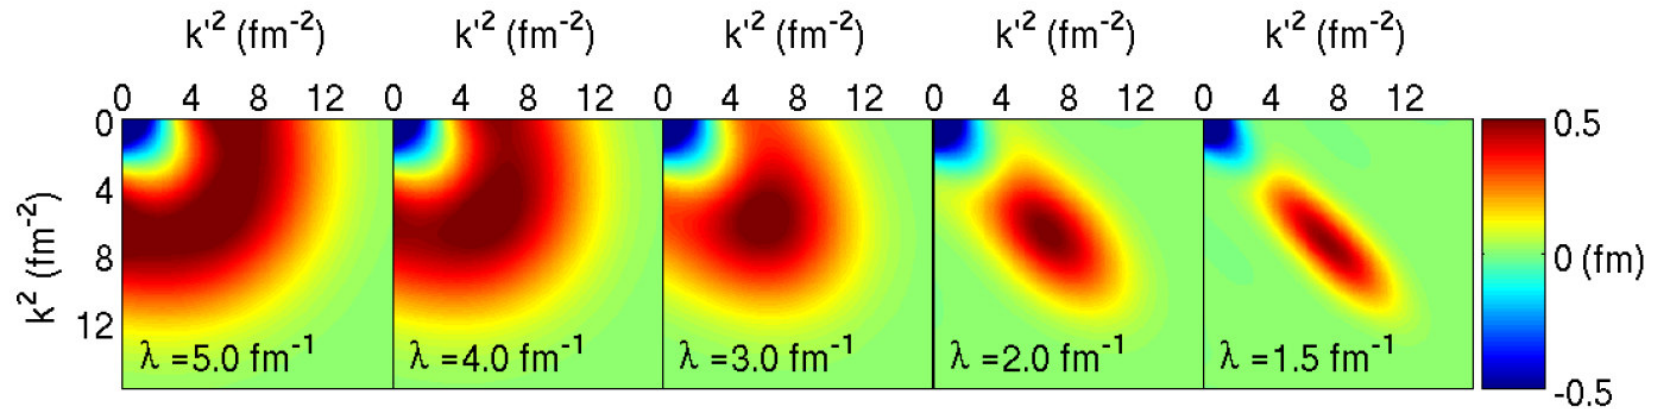 k'² (fm⁻²) k'² (fm⁻²) k'² (fm⁻²) k'² (fm⁻²) k'² (fm⁻²)
0 4 8 12 0 4 8 12 0 4 8 12 0 4 8 12 0 4 8 12
k² (fm⁻²)
0
4
8
12
λ =5.0 fm⁻¹ λ =4.0 fm⁻¹ λ =3.0 fm⁻¹ λ =2.0 fm⁻¹ λ =1.5 fm⁻¹
0.5
0 (fm)
-0.5